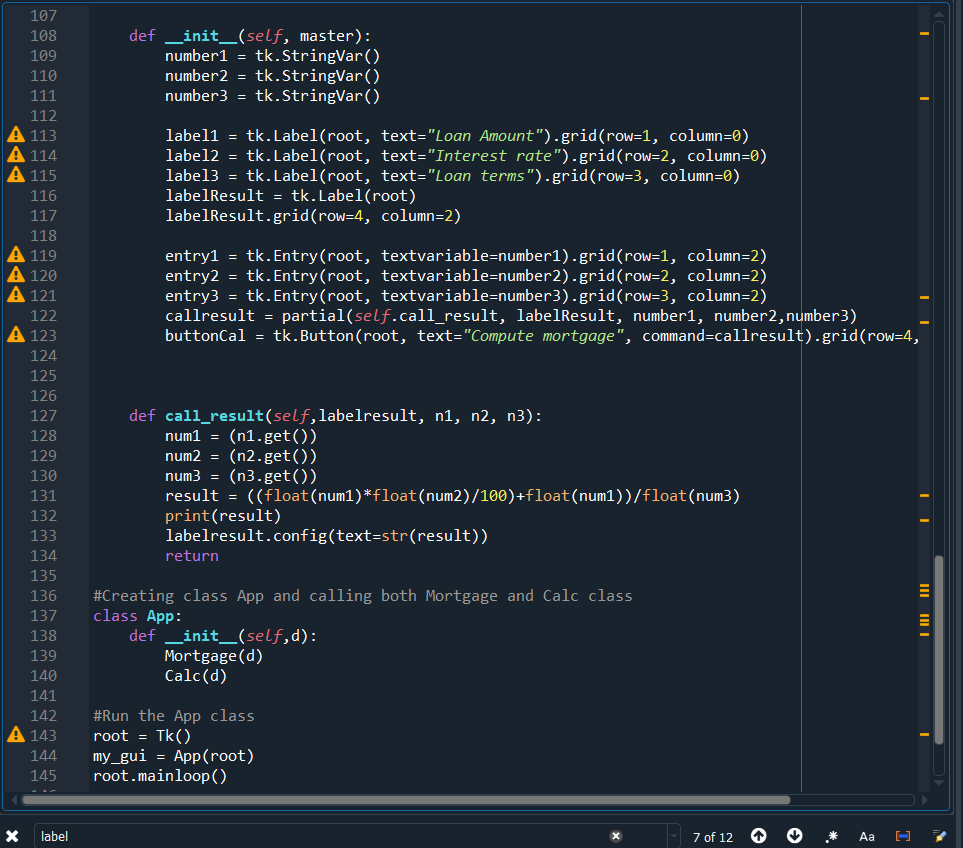 107
108 def __init__(self, master):
109 number1 = tk.StringVar()
110 number2 = tk.StringVar()
111 number3 = tk.StringVar()
112
113 label1 = tk.Label(root, text="Loan Amount").grid(row=1, column=0)
114 label2 = tk.Label(root, text="Interest rate").grid(row=2, column=0)
115 label3 = tk.Label(root, text="Loan terms").grid(row=3, column=0)
116 labelResult = tk.Label(root)
117 labelResult.grid(row=4, column=2)
118
119 entry1 = tk.Entry(root, textvariable=number1).grid(row=1, column=2)
120 entry2 = tk.Entry(root, textvariable=number2).grid(row=2, column=2)
121 entry3 = tk.Entry(root, textvariable=number3).grid(row=3, column=2)
122 callresult = partial(self.call_result, labelResult, number1, number2,number3)
123 buttonCal = tk.Button(root, text="Compute mortgage", command=callresult).grid(row=4,
124
125
126
127 def call_result(self,labelresult, n1, n2, n3):
128 num1 = (n1.get())
129 num2 = (n2.get())
130 num3 = (n3.get())
131 result = ((float(num1)*float(num2)/100)+float(num1))/float(num3)
132 print(result)
133 labelresult.config(text=str(result))
134 return
135
136 #Creating class App and calling both Mortgage and Calc class
137 class App:
138 def __init__(self,d):
139 Mortgage(d)
140 Calc(d)
141
142 #Run the App class
143 root = Tk()
144 my_gui = App(root)
145 root.mainloop()
label 7 of 12 .* Aa